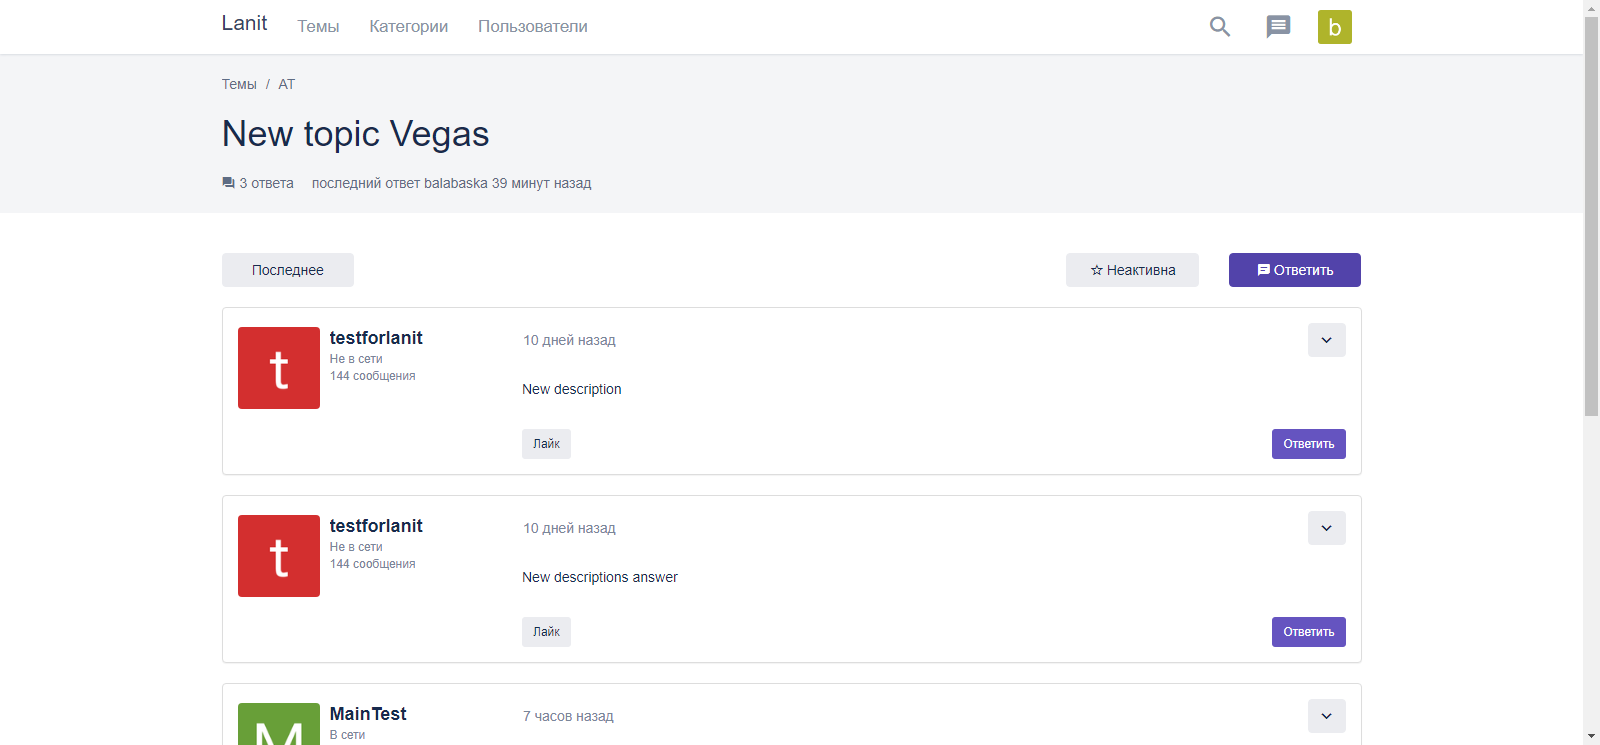 Lanit Темы Категории Пользователи b
Темы / AT
New topic Vegas
3 ответа последний ответ balabaska 39 минут назад
Последнее Неактивна Ответить
t
testforlanit
Не в сети
144 сообщения
10 дней назад
New description
Лайк Ответить
t
testforlanit
Не в сети
144 сообщения
10 дней назад
New descriptions answer
Лайк Ответить
M
MainTest
В сети
7 часов назад